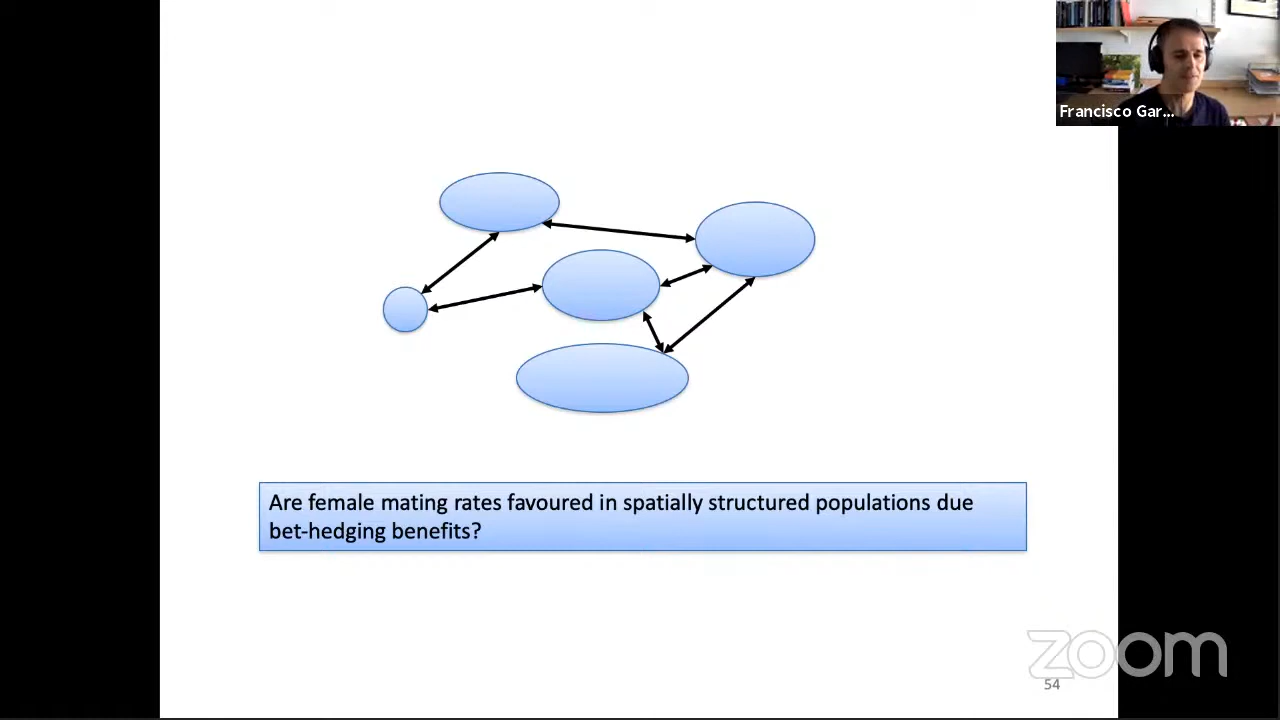 Francisco Gar...
Are female mating rates favoured in spatially structured populations due
bet-hedging benefits?
zoom
54